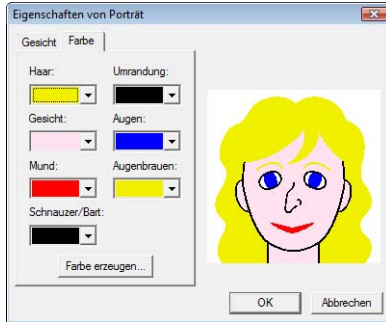 Eigenschaften von Porträt
Gesicht Farbe
Haar: Umrandung:
Gesicht: Augen:
Mund: Augenbrauen:
Schnauzer/Bart:
Farbe erzeugen...
OK Abbrechen